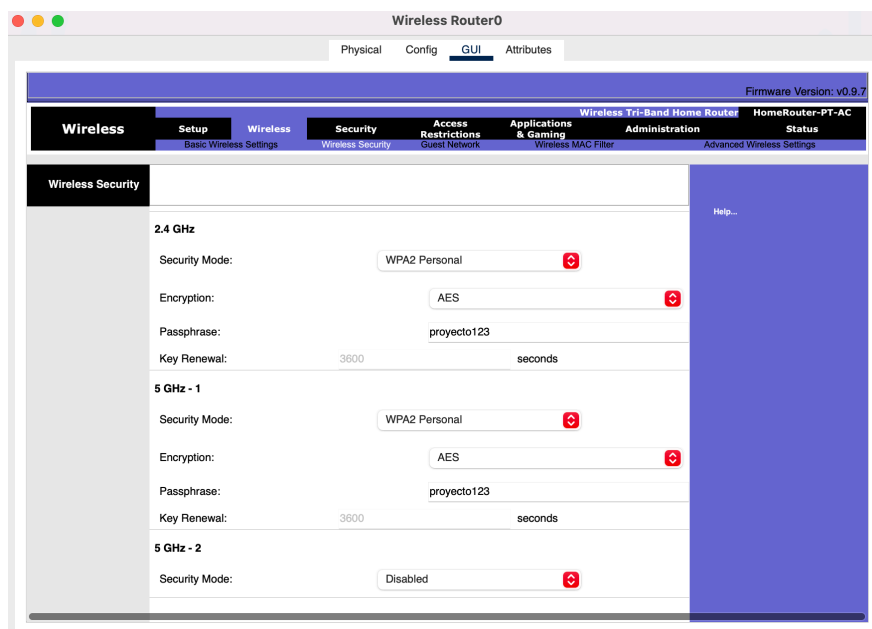 Wireless Router0
Physical Config GUI Attributes
Firmware Version: v0.9.7
Wireless Tri-Band Home Router HomeRouter-PT-AC
Wireless
Setup Wireless Security Access Restrictions Applications & Gaming Administration Status
Basic Wireless Settings Wireless Security Guest Network Wireless MAC Filter Advanced Wireless Settings
Wireless Security
Help...
2.4 GHz
Security Mode: WPA2 Personal
Encryption: AES
Passphrase: proyecto123
Key Renewal: 3600 seconds
5 GHz - 1
Security Mode: WPA2 Personal
Encryption: AES
Passphrase: proyecto123
Key Renewal: 3600 seconds
5 GHz - 2
Security Mode: Disabled